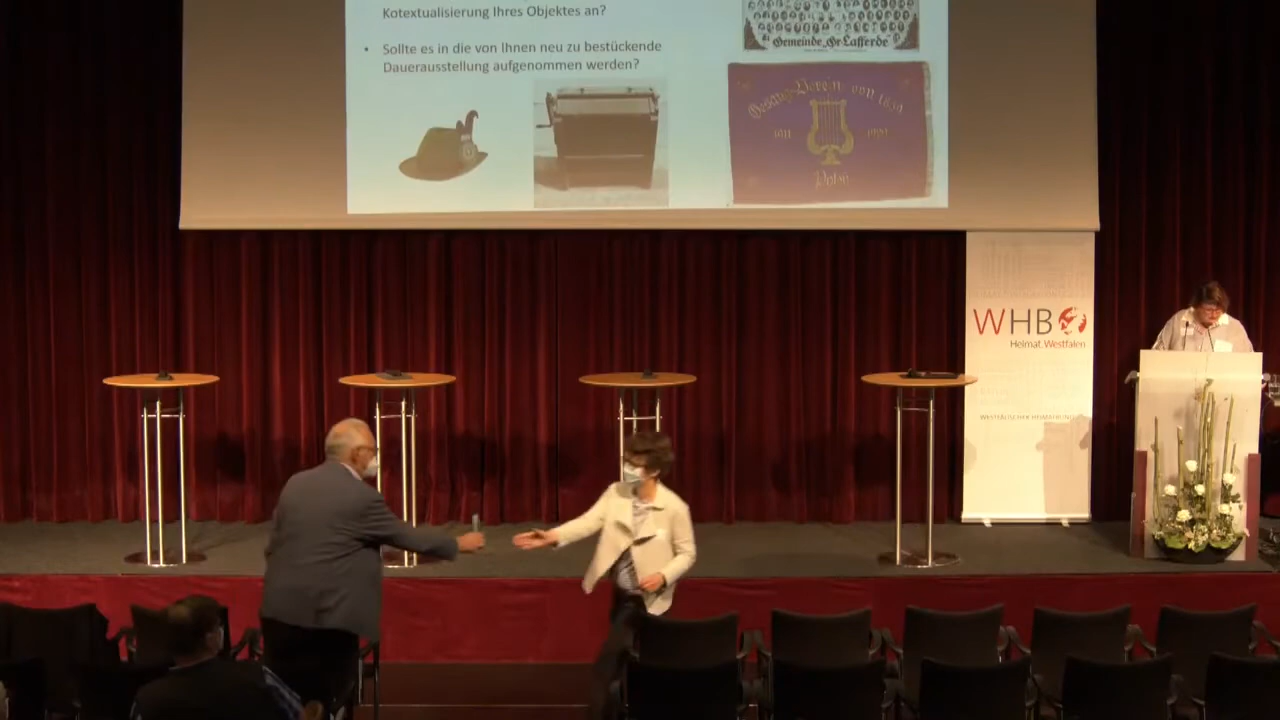 Kotextualisierung Ihres Objektes an?
• Sollte es in die von Ihnen neu zu bestückende
Dauerausstellung aufgenommen werden?
Gemeinde Gr Lafferde
Gesang-Verein von 1859
WHB
Heimat. Westfalen